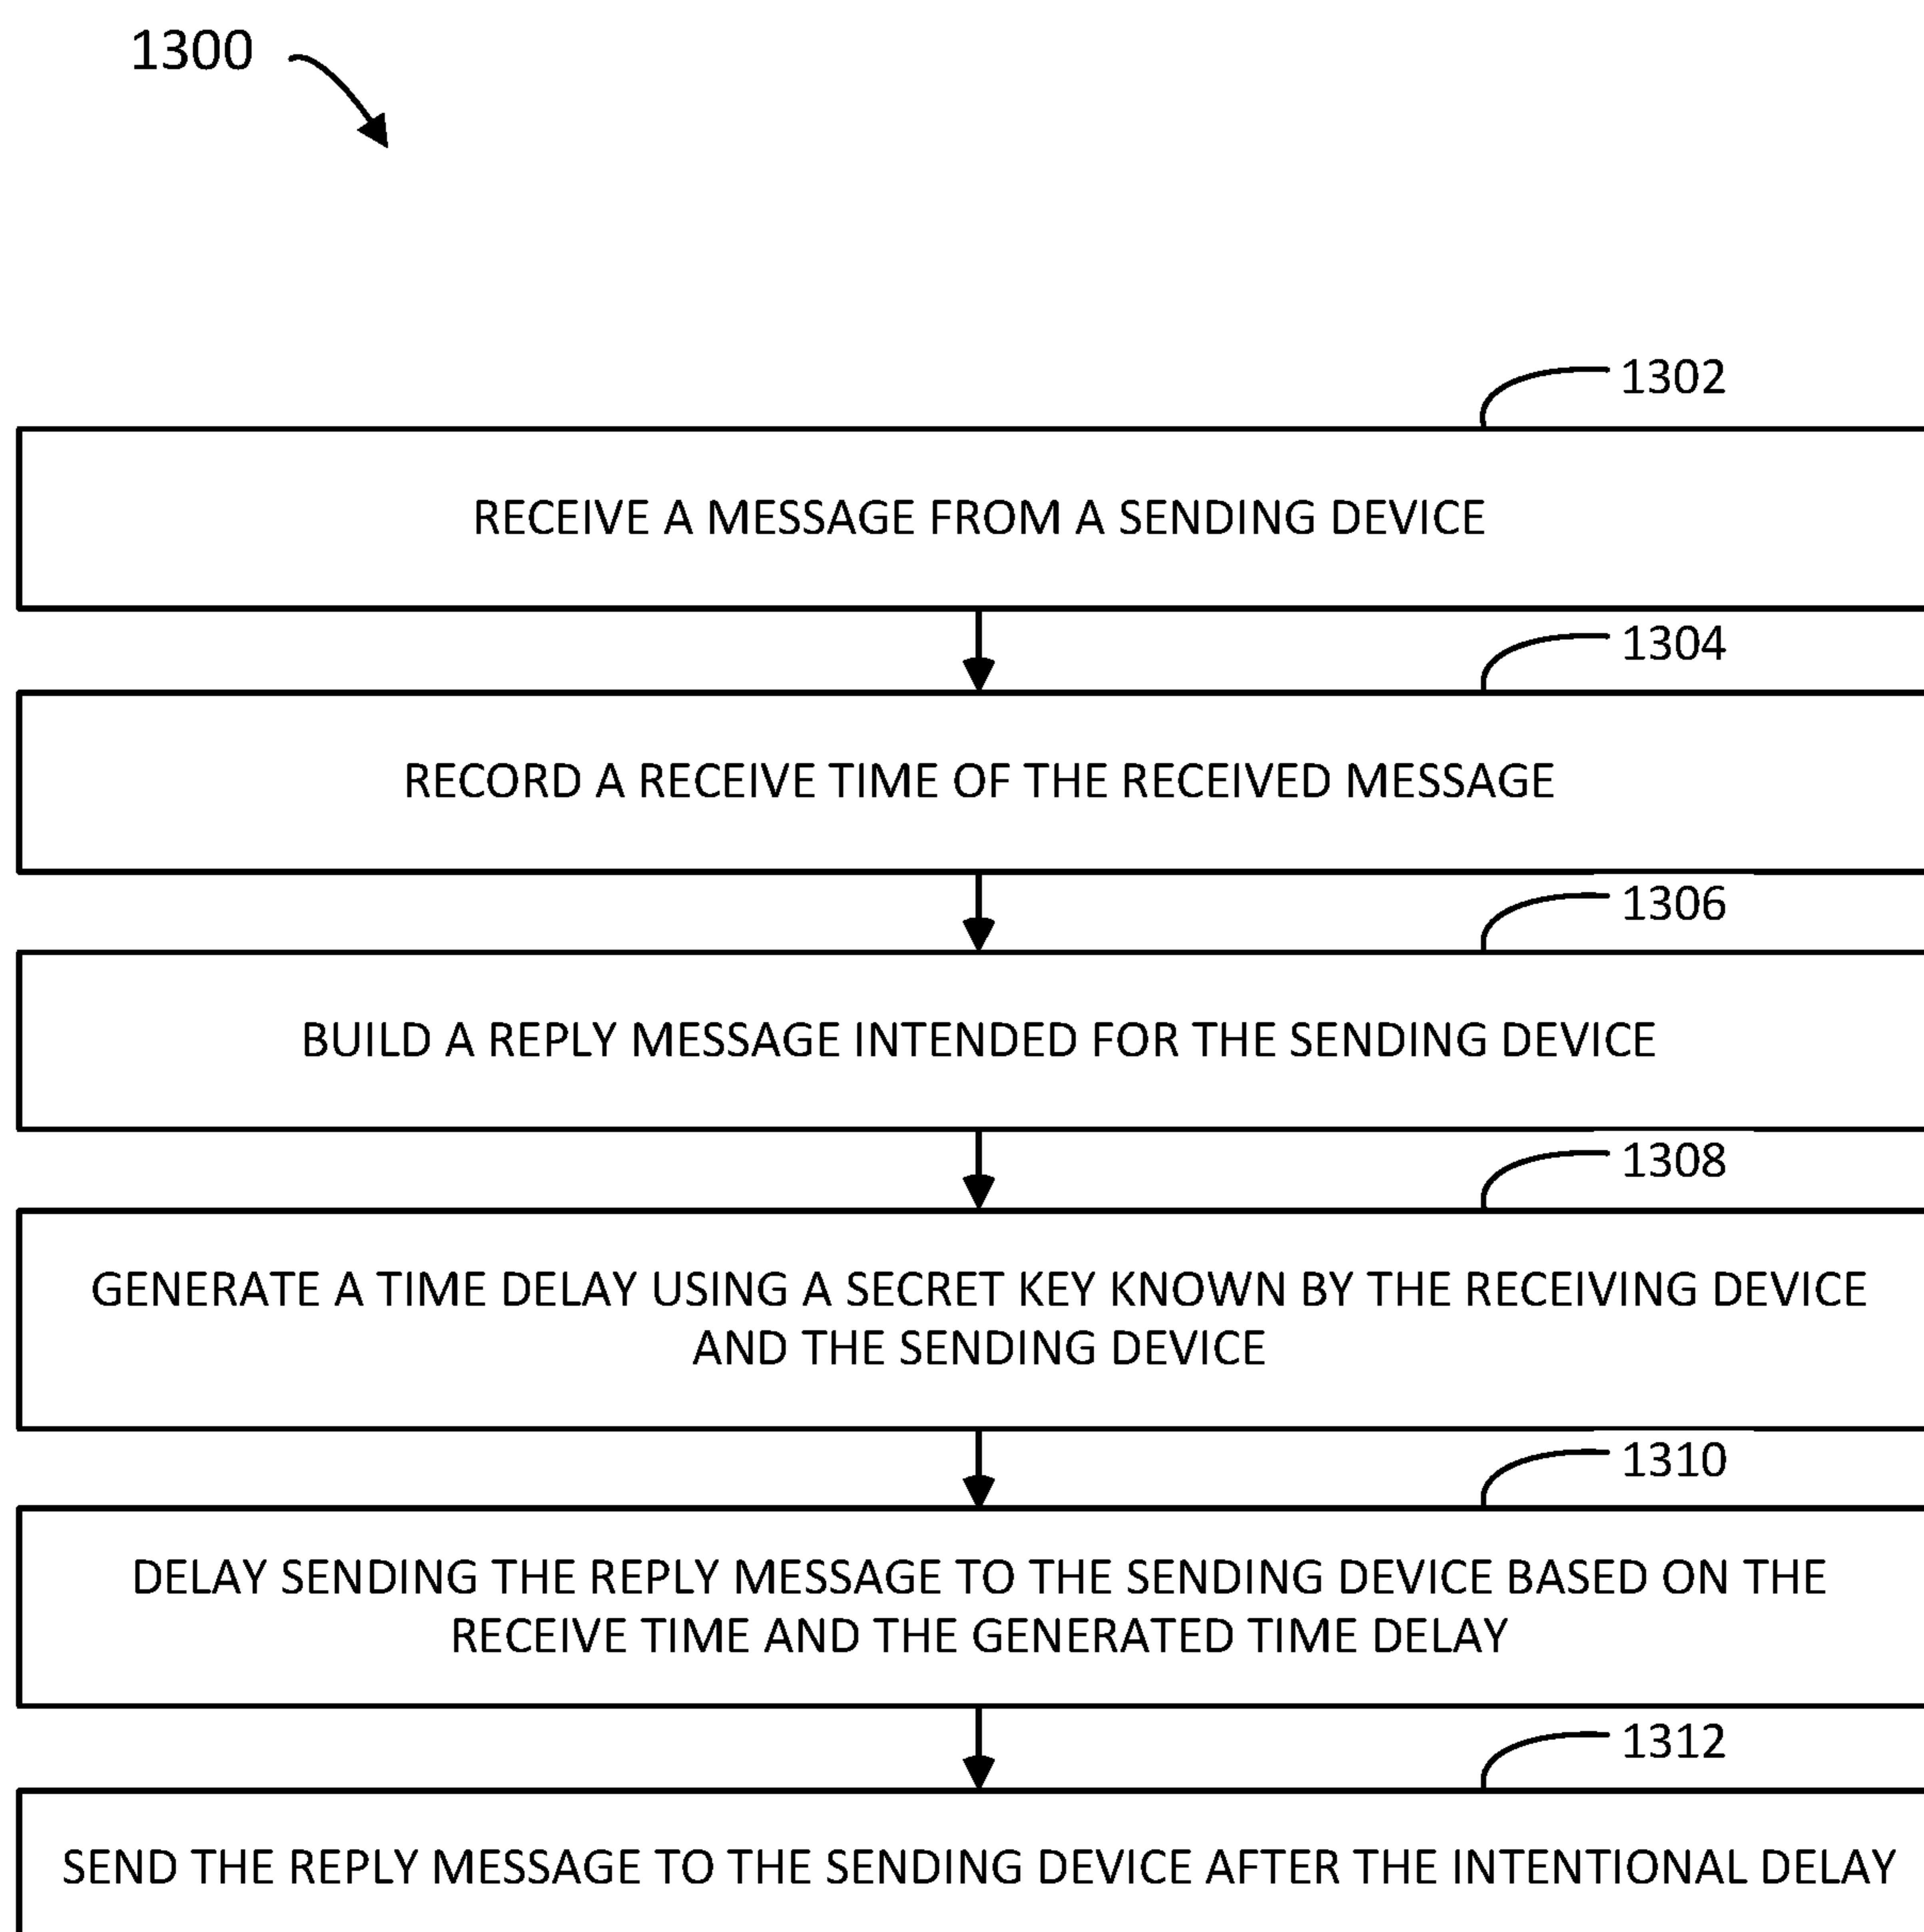 1300
1302
RECEIVE A MESSAGE FROM A SENDING DEVICE
1304
RECORD A RECEIVE TIME OF THE RECEIVED MESSAGE
1306
BUILD A REPLY MESSAGE INTENDED FOR THE SENDING DEVICE
1308
GENERATE A TIME DELAY USING A SECRET KEY KNOWN BY THE RECEIVING DEVICE
AND THE SENDING DEVICE
1310
DELAY SENDING THE REPLY MESSAGE TO THE SENDING DEVICE BASED ON THE
RECEIVE TIME AND THE GENERATED TIME DELAY
1312
SEND THE REPLY MESSAGE TO THE SENDING DEVICE AFTER THE INTENTIONAL DELAY